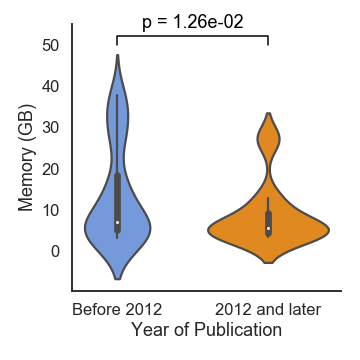 p = 1.26e-02
50
40
30
20
10
0
Memory (GB)
Before 2012
2012 and later
Year of Publication